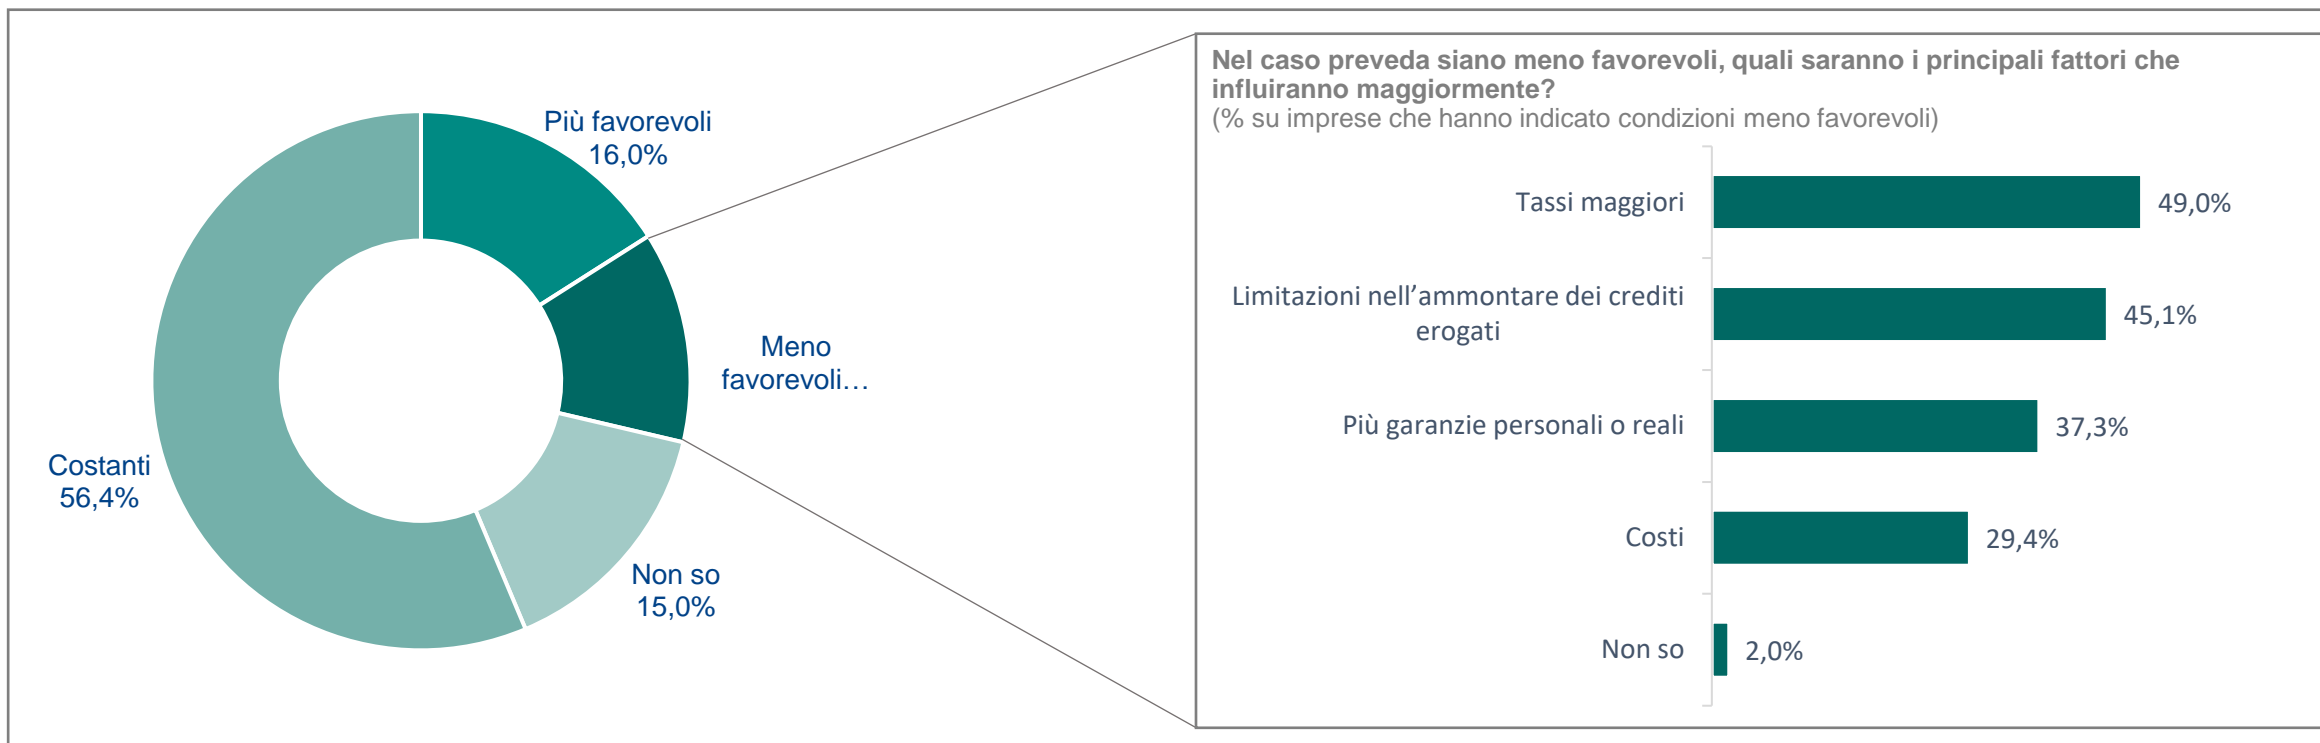 Più favorevoli
16,0%
Meno
favorevoli…
Non so
15,0%
Costanti
56,4%
Nel caso preveda siano meno favorevoli, quali saranno i principali fattori che
influiranno maggiormente?
(% su imprese che hanno indicato condizioni meno favorevoli)
Tassi maggiori
49,0%
Limitazioni nell’ammontare dei crediti
erogati
45,1%
Più garanzie personali o reali
37,3%
Costi
29,4%
Non so
2,0%